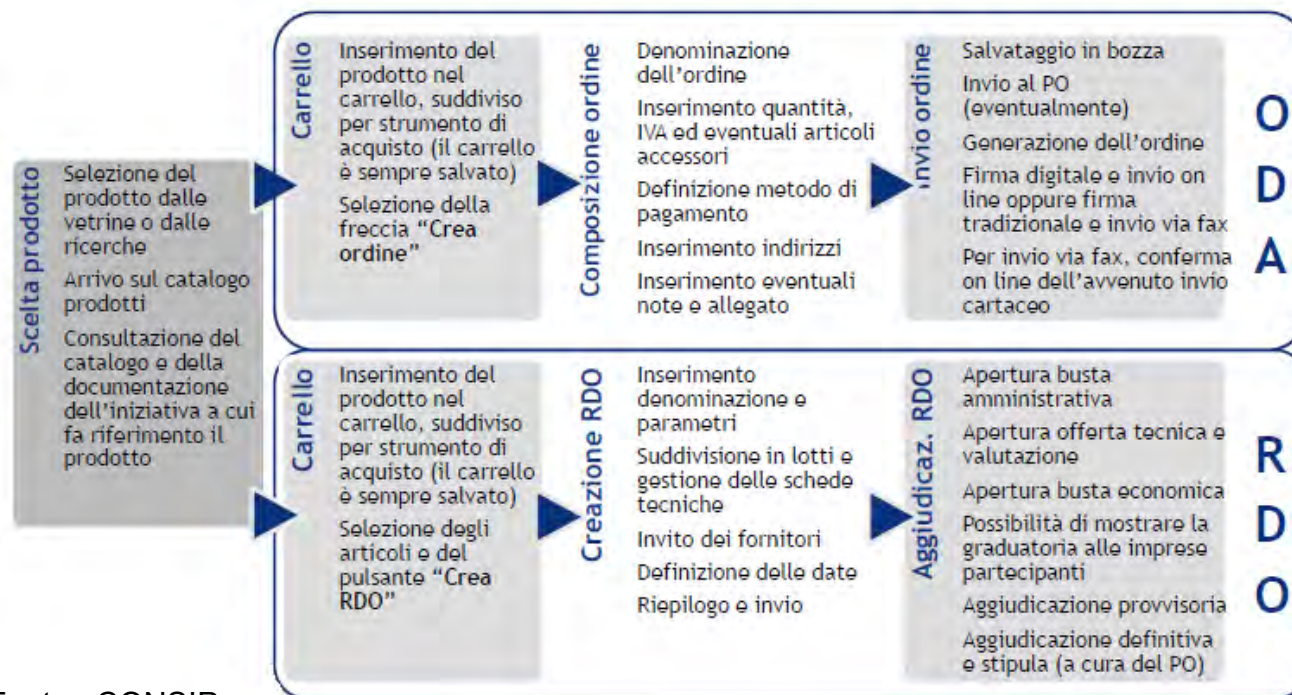 Scelta prodotto
Selezione del
prodotto dalle
vetrine o dalle
ricerche
Arrivo sul catalogo
prodotti
Consultazione del
catalogo e della
documentazione
dell'iniziativa a cui
fa riferimento il
prodotto
Carrello
Inserimento del
prodotto nel
carrello, suddiviso
per strumento di
acquisto (il carrello
è sempre salvato)
Selezione della
freccia "Crea
ordine"
Composizione ordine
Denominazione
dell'ordine
Inserimento quantità,
IVA ed eventuali articoli
accessori
Definizione metodo di
pagamento
Inserimento indirizzi
Inserimento eventuali
note e allegato
Invio ordine
Salvataggio in bozza
Invio al PO
(eventualmente)
Generazione dell'ordine
Firma digitale e invio on
line oppure firma
tradizionale e invio via fax
Per invio via fax, conferma
on line dell'avvenuto invio
cartaceo
O
D
A
Carrello
Inserimento del
prodotto nel
carrello, suddiviso
per strumento di
acquisto (il carrello
è sempre salvato)
Selezione degli
articoli e del
pulsante "Crea
RDO"
Creazione RDO
Inserimento
denominazione e
parametri
Suddivisione in lotti e
gestione delle schede
tecniche
Invito dei fornitori
Definizione delle date
Riepilogo e invio
Aggiudicaz. RDO
Apertura busta
amministrativa
Apertura offerta tecnica e
valutazione
Apertura busta economica
Possibilità di mostrare la
graduatoria alle imprese
partecipanti
Aggiudicazione provvisoria
Aggiudicazione definitiva
e stipula (a cura del PO)
R
D
O